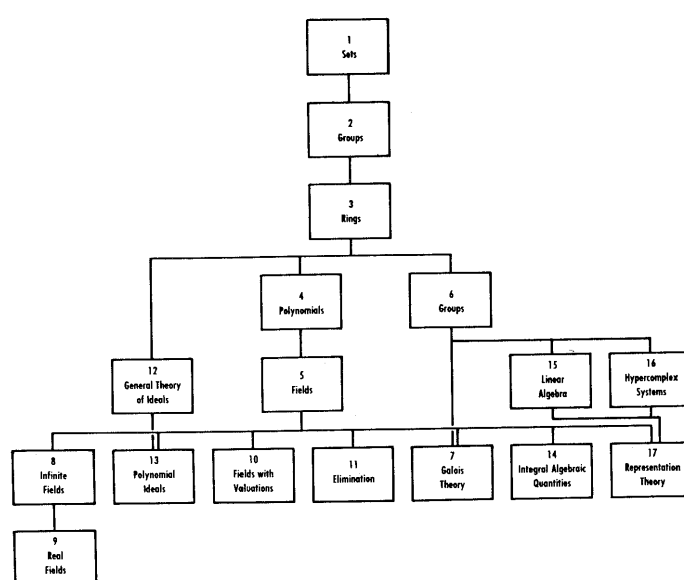 1
Sets
2
Groups
3
Rings
4
Polynomials
6
Groups
12
General Theory
of Ideals
5
Fields
15
Linear
Algebra
16
Hypercomplex
Systems
8
Infinite
Fields
13
Polynomial
Ideals
10
Fields with
Valuations
11
Elimination
7
Galois
Theory
14
Integral Algebraic
Quantities
17
Representation
Theory
9
Real
Fields